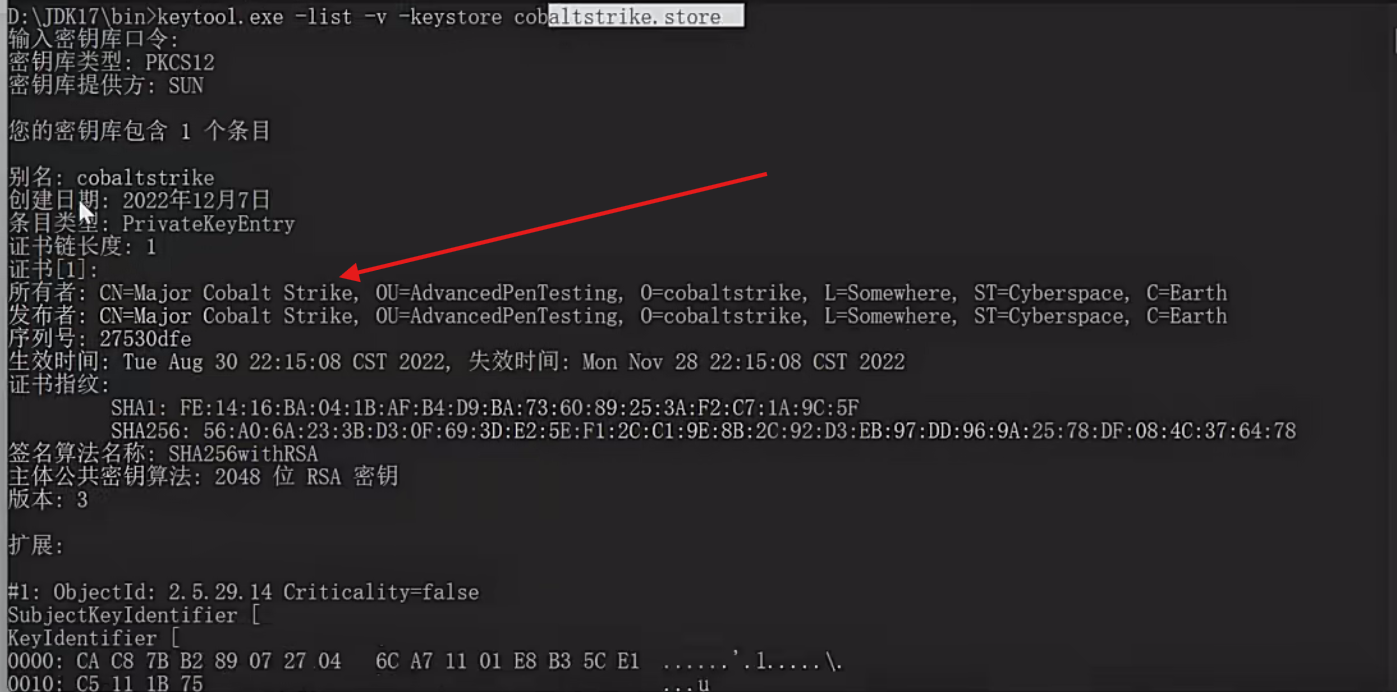 D:\JDK17\bin>keytool.exe -list -v -keystore cobaltstrike.store
输入密钥库口令:
密钥库类型: PKCS12
密钥库提供方: SUN
您的密钥库包含 1 个条目
别名: cobaltstrike
创建日期: 2022年12月7日
条目类型: PrivateKeyEntry
证书链长度: 1
证书[1]:
所有者: CN=Major Cobalt Strike, OU=AdvancedPenTesting, O=cobaltstrike, L=Somewhere, ST=Cyberspace, C=Earth
发布者: CN=Major Cobalt Strike, OU=AdvancedPenTesting, O=cobaltstrike, L=Somewhere, ST=Cyberspace, C=Earth
序列号: 27530dfe
生效时间: Tue Aug 30 22:15:08 CST 2022, 失效时间: Mon Nov 28 22:15:08 CST 2022
证书指纹:
SHA1: FE:14:16:BA:04:1B:AF:B4:D9:BA:73:60:89:25:3A:F2:C7:1A:9C:5F
SHA256: 56:A0:6A:23:3B:D3:0F:69:3D:E2:5E:F1:2C:C1:9E:8B:2C:92:D3:EB:97:DD:96:9A:25:78:DF:08:4C:37:64:78
签名算法名称: SHA256withRSA
主体公共密钥算法: 2048 位 RSA 密钥
版本: 3
扩展:
#1: ObjectId: 2.5.29.14 Criticality=false
SubjectKeyIdentifier [
KeyIdentifier [
0000: CA C8 7B B2 89 07 27 04   6C A7 11 01 E8 B3 5C E1  ......'.l.....\.
0010: C5 11 1B 75                                        ...u